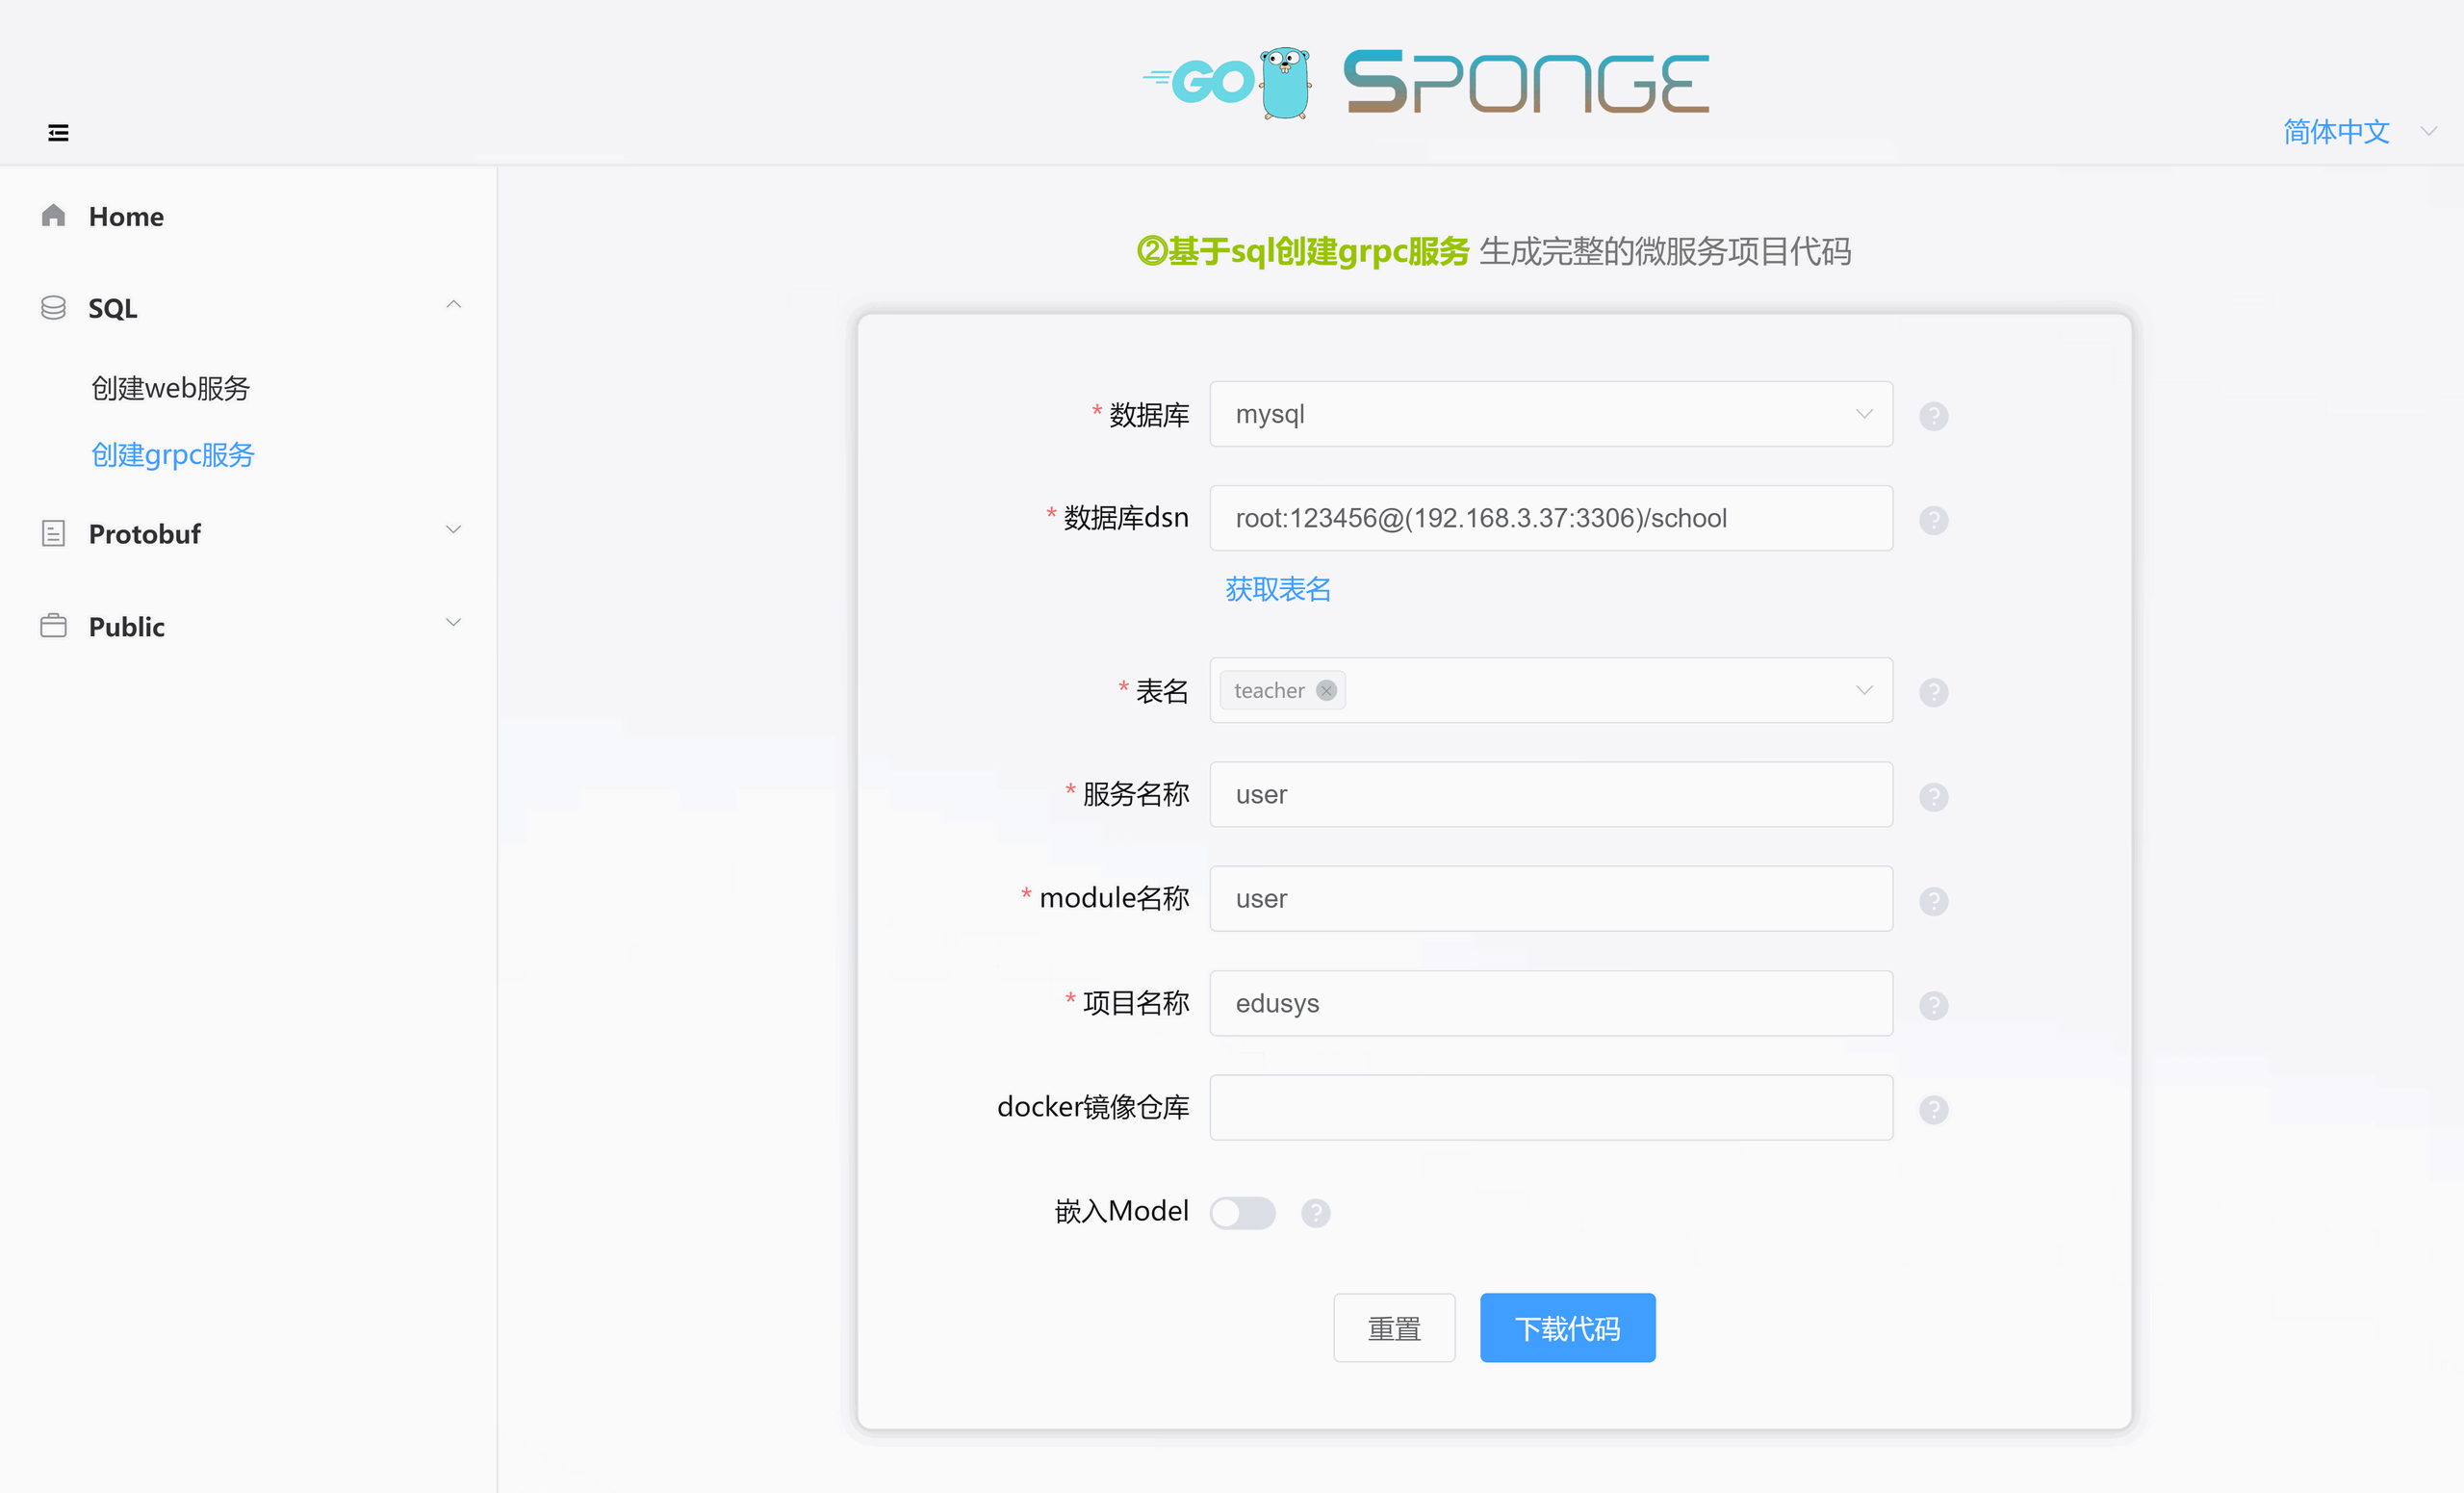 GO SPONGE
简体中文
Home
SQL
创建web服务
创建grpc服务
Protobuf
Public
②基于sql创建grpc服务 生成完整的微服务项目代码
* 数据库 mysql ?
* 数据库dsn root:123456@(192.168.3.37:3306)/school ?
获取表名
* 表名 teacher ?
* 服务名称 user ?
* module名称 user ?
* 项目名称 edusys ?
docker镜像仓库 ?
嵌入Model ?
重置 下载代码